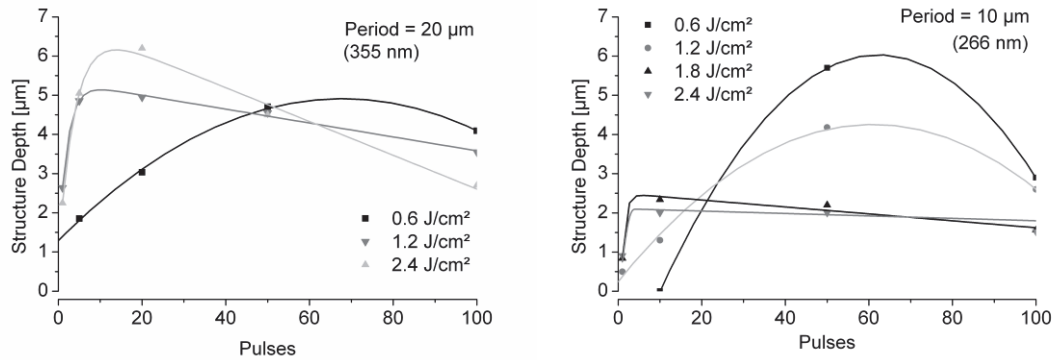 7
6
5
4
3
2
1
0
Structure Depth [µm]
0
20
40
60
80
100
Pulses
Period = 20 µm
(355 nm)
0.6 J/cm²
1.2 J/cm²
2.4 J/cm²
7
6
5
4
3
2
1
0
Structure Depth [µm]
0
20
40
60
80
100
Pulses
0.6 J/cm²
1.2 J/cm²
1.8 J/cm²
2.4 J/cm²
Period = 10 µm
(266 nm)